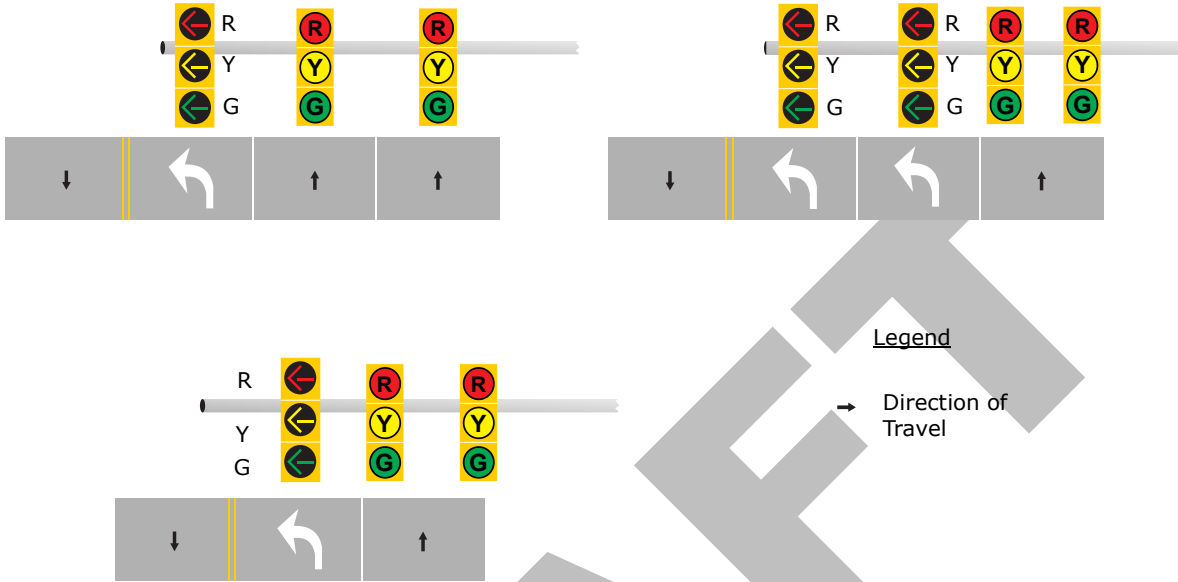 R R R
Y Y Y
G G G
R R R R
Y Y Y Y
G G G G
R R R
Y Y Y
G G G
Legend
Direction of
Travel